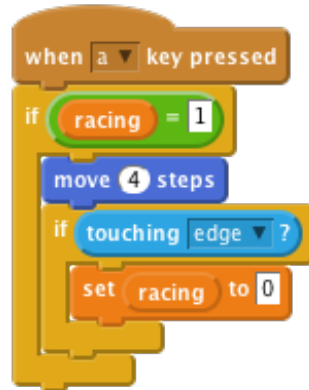 when a key pressed
if racing = 1
move 4 steps
if touching edge ?
set racing to 0